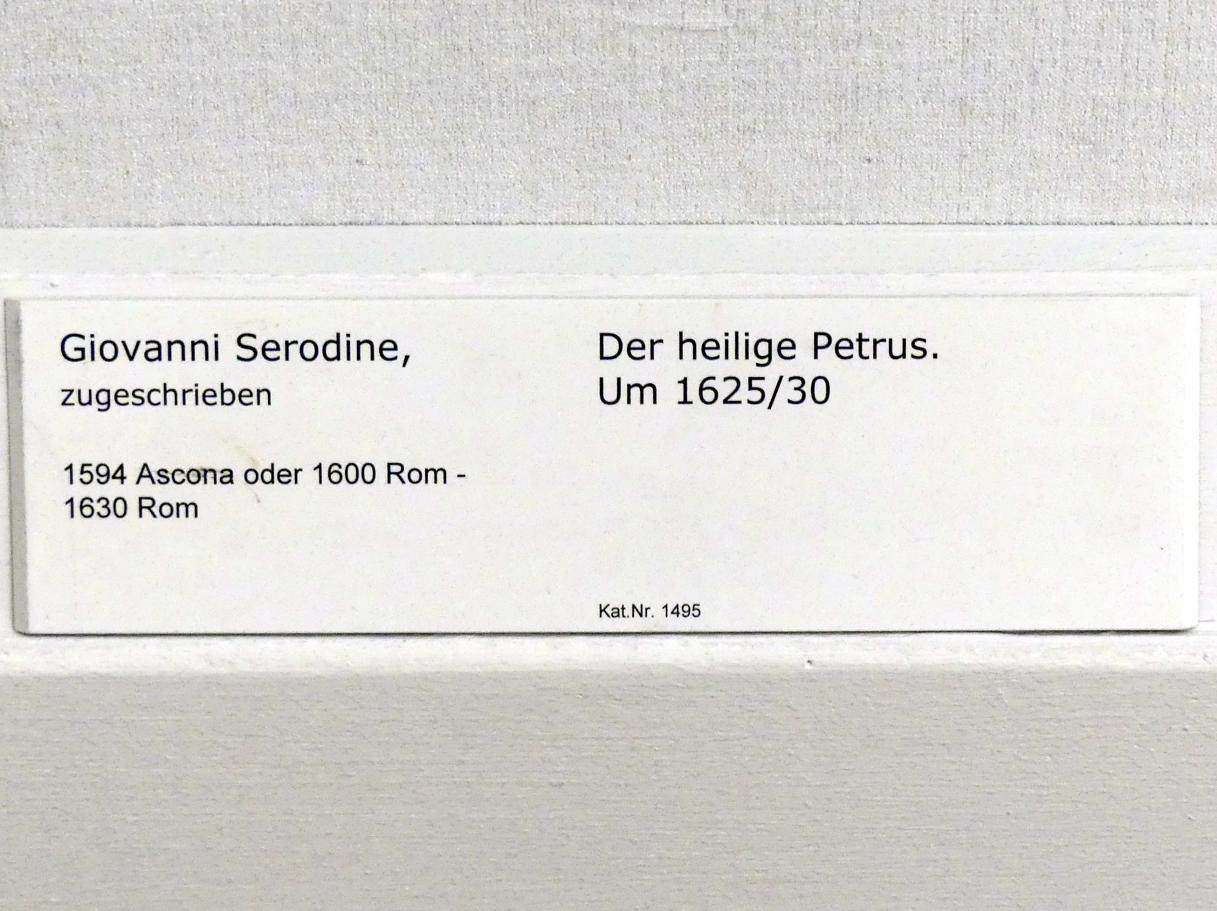 Giovanni Serodine,
zugeschrieben
1594 Ascona oder 1600 Rom -
1630 Rom
Der heilige Petrus.
Um 1625/30
Kat.Nr. 1495